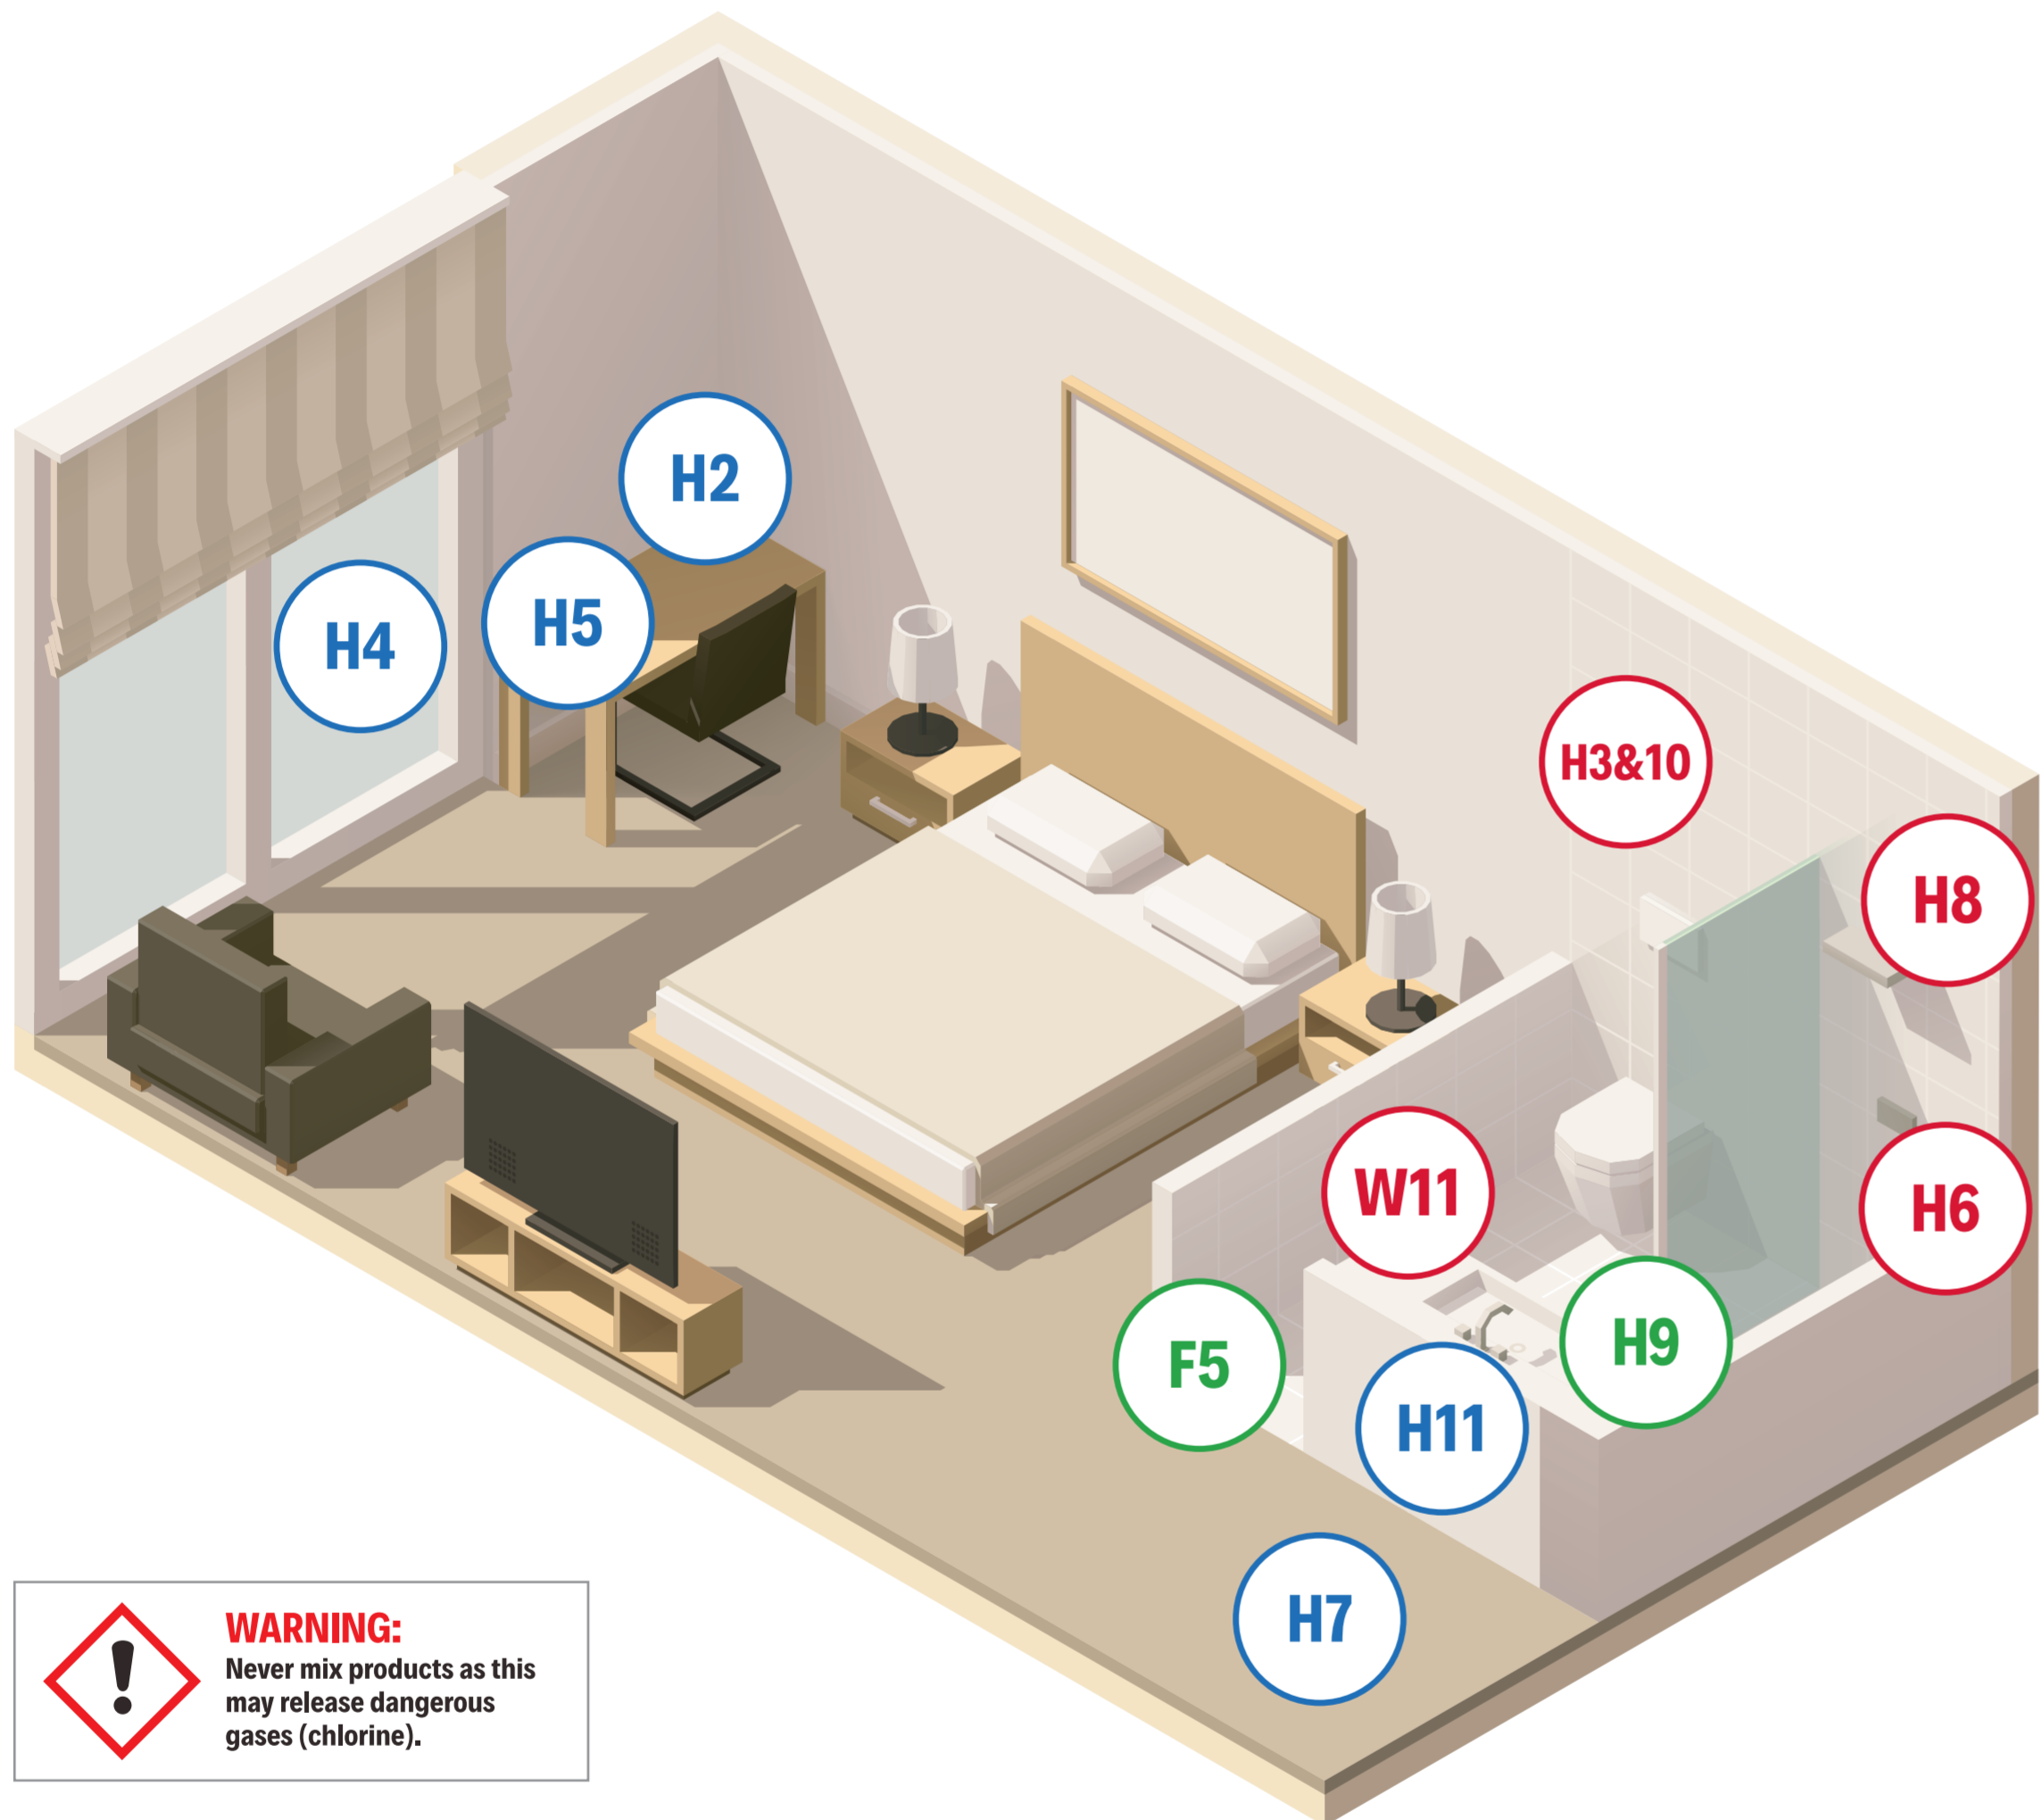 H2
H5
H4
H3&10
H8
W11
H6
F5
H9
H11
H7
WARNING:
Never mix products as this
may release dangerous
gases (chlorine).